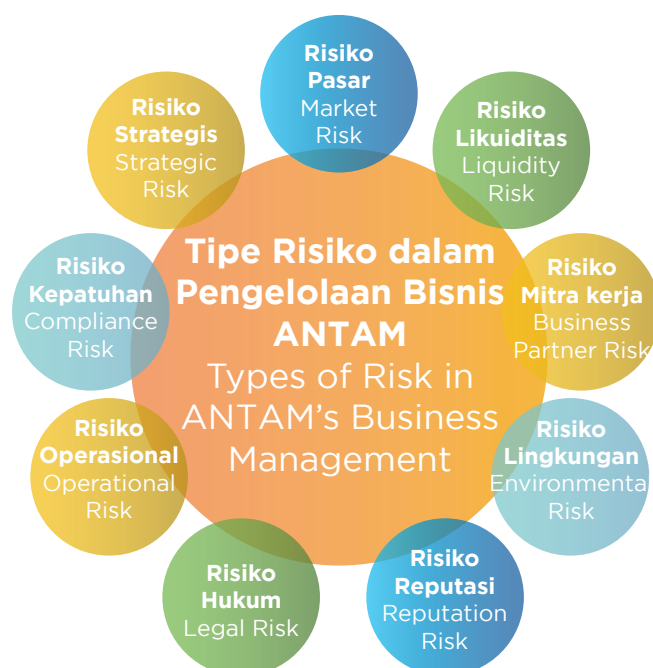 Risiko
Pasar
Market
Risk
Risiko
Likuiditas
Liquidity
Risk
Risiko
Mitra kerja
Business
Partner Risk
Risiko
Lingkungan
Environmenta
Risk
Risiko
Reputasi
Reputation
Risk
Risiko
Hukum
Legal Risk
Risiko
Operasional
Operational
Risk
Risiko
Kepatuhan
Compliance
Risk
Risiko
Strategis
Strategic
Risk
Tipe Risiko dalam
Pengelolaan Bisnis
ANTAM
Types of Risk in
ANTAM's Business
Management